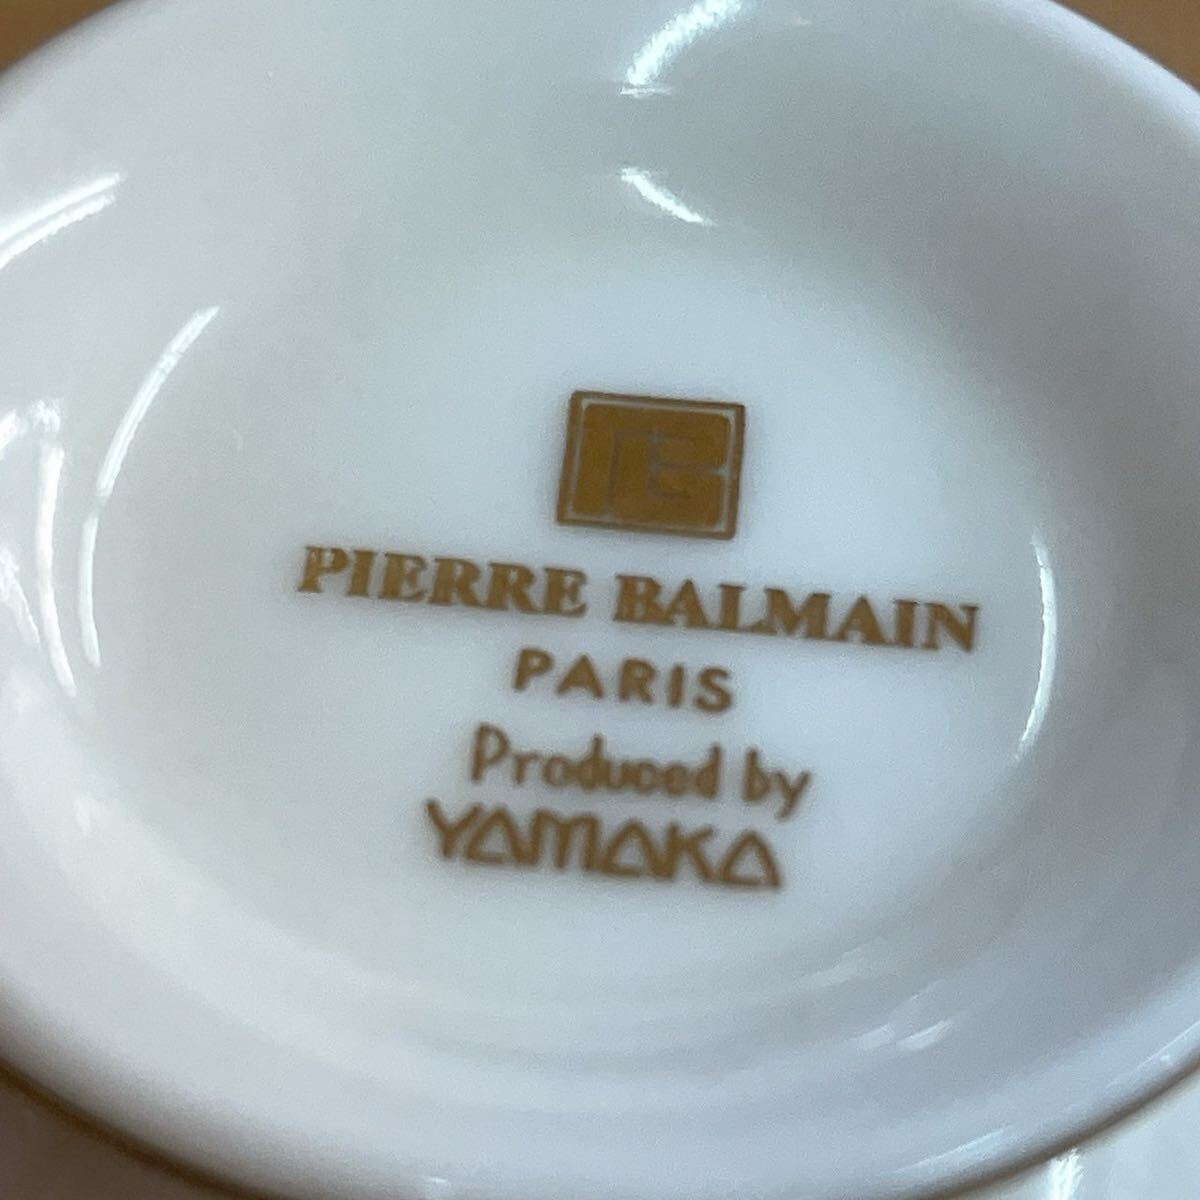 PIERRE BALMAIN
PARIS
Produced by
YAMAKA